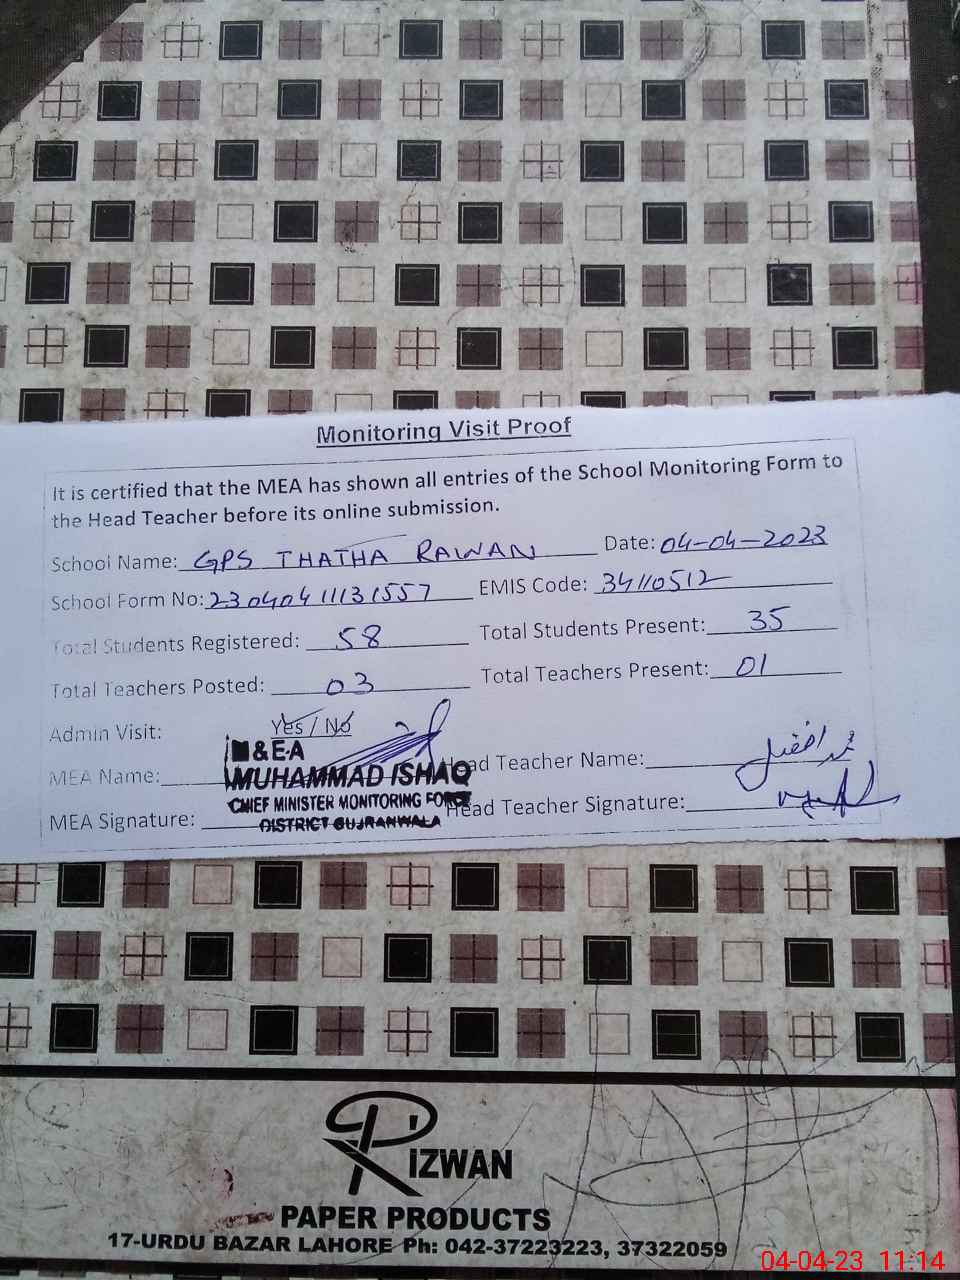 Monitoring Visit Proof
It is certified that the MEA has shown all entries of the School Monitoring Form to
the Head Teacher before its online submission.
School Name: GPS THATHA RAWAN Date: 04-04-2023
School Form No: 23040411131557 EMIS Code: 34110512
Total Students Registered: 58 Total Students Present: 35
Total Teachers Posted: 03 Total Teachers Present: 01
Admin Visit: Yes / No
M&E-A
MEA Name: MUHAMMAD ISHAQ Head Teacher Name: محمد افضل
CHIEF MINISTER MONITORING FORCE
MEA Signature: Head Teacher Signature:
DISTRICT GUJRANWALA
RIZWAN
PAPER PRODUCTS
17-URDU BAZAR LAHORE Ph: 042-37223223, 37322059
04-04-23 11:14